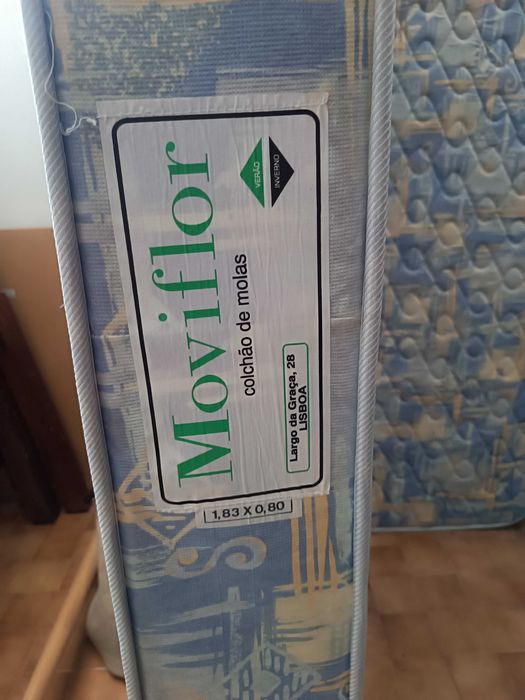 Moviflor
colchão de molas
VERÃO
INVERNO
Largo da Graça, 28
LISBOA
1,83 X 0,80